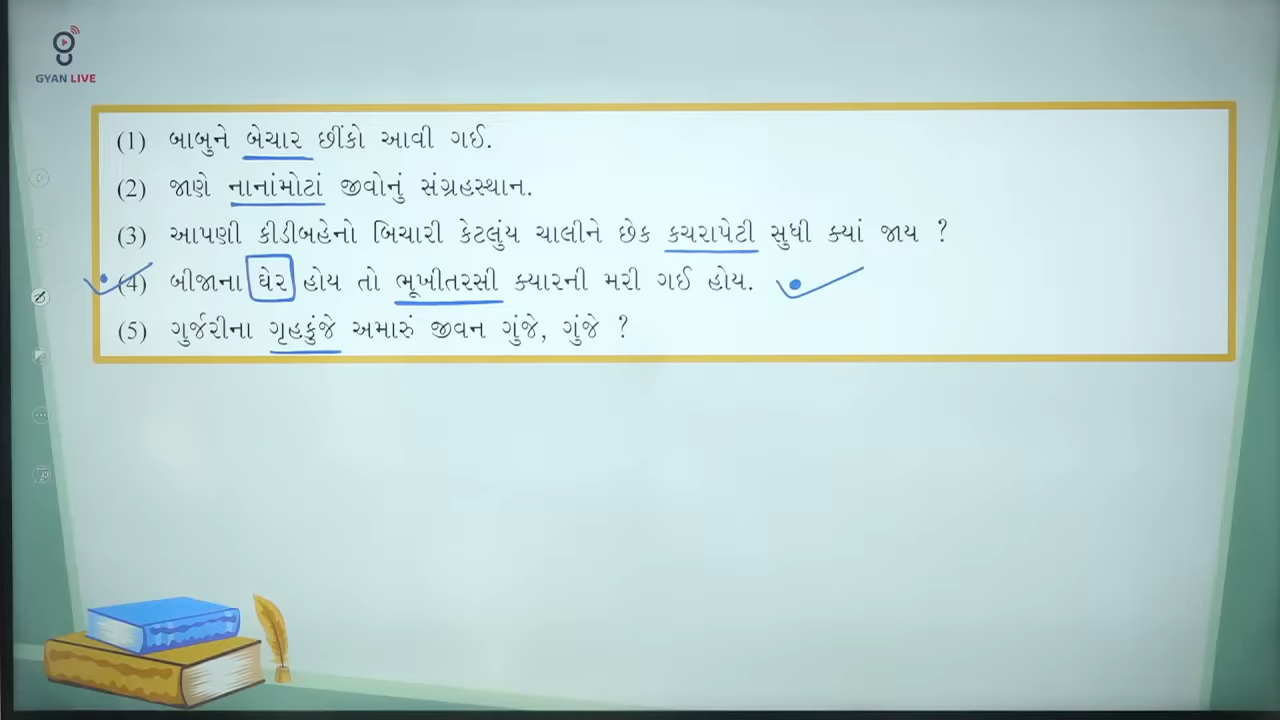 GYAN LIVE
(1) બાબુને બેચાર છીંકો આવી ગઈ.
(2) જાણે નાનાંમોટાં જીવોનું સંગ્રહસ્થાન.
(3) આપણી કીડીબહેનો બિચારી કેટલુંય ચાલીને છેક કચરાપેટી સુધી ક્યાં જાય ?
(4) બીજાના ઘેર હોય તો ભૂખીતરસી ક્યારની મરી ગઈ હોય.
(5) ગુર્જરીના ગૃહકુંજે અમારું જીવન ગુંજે, ગુંજે ?